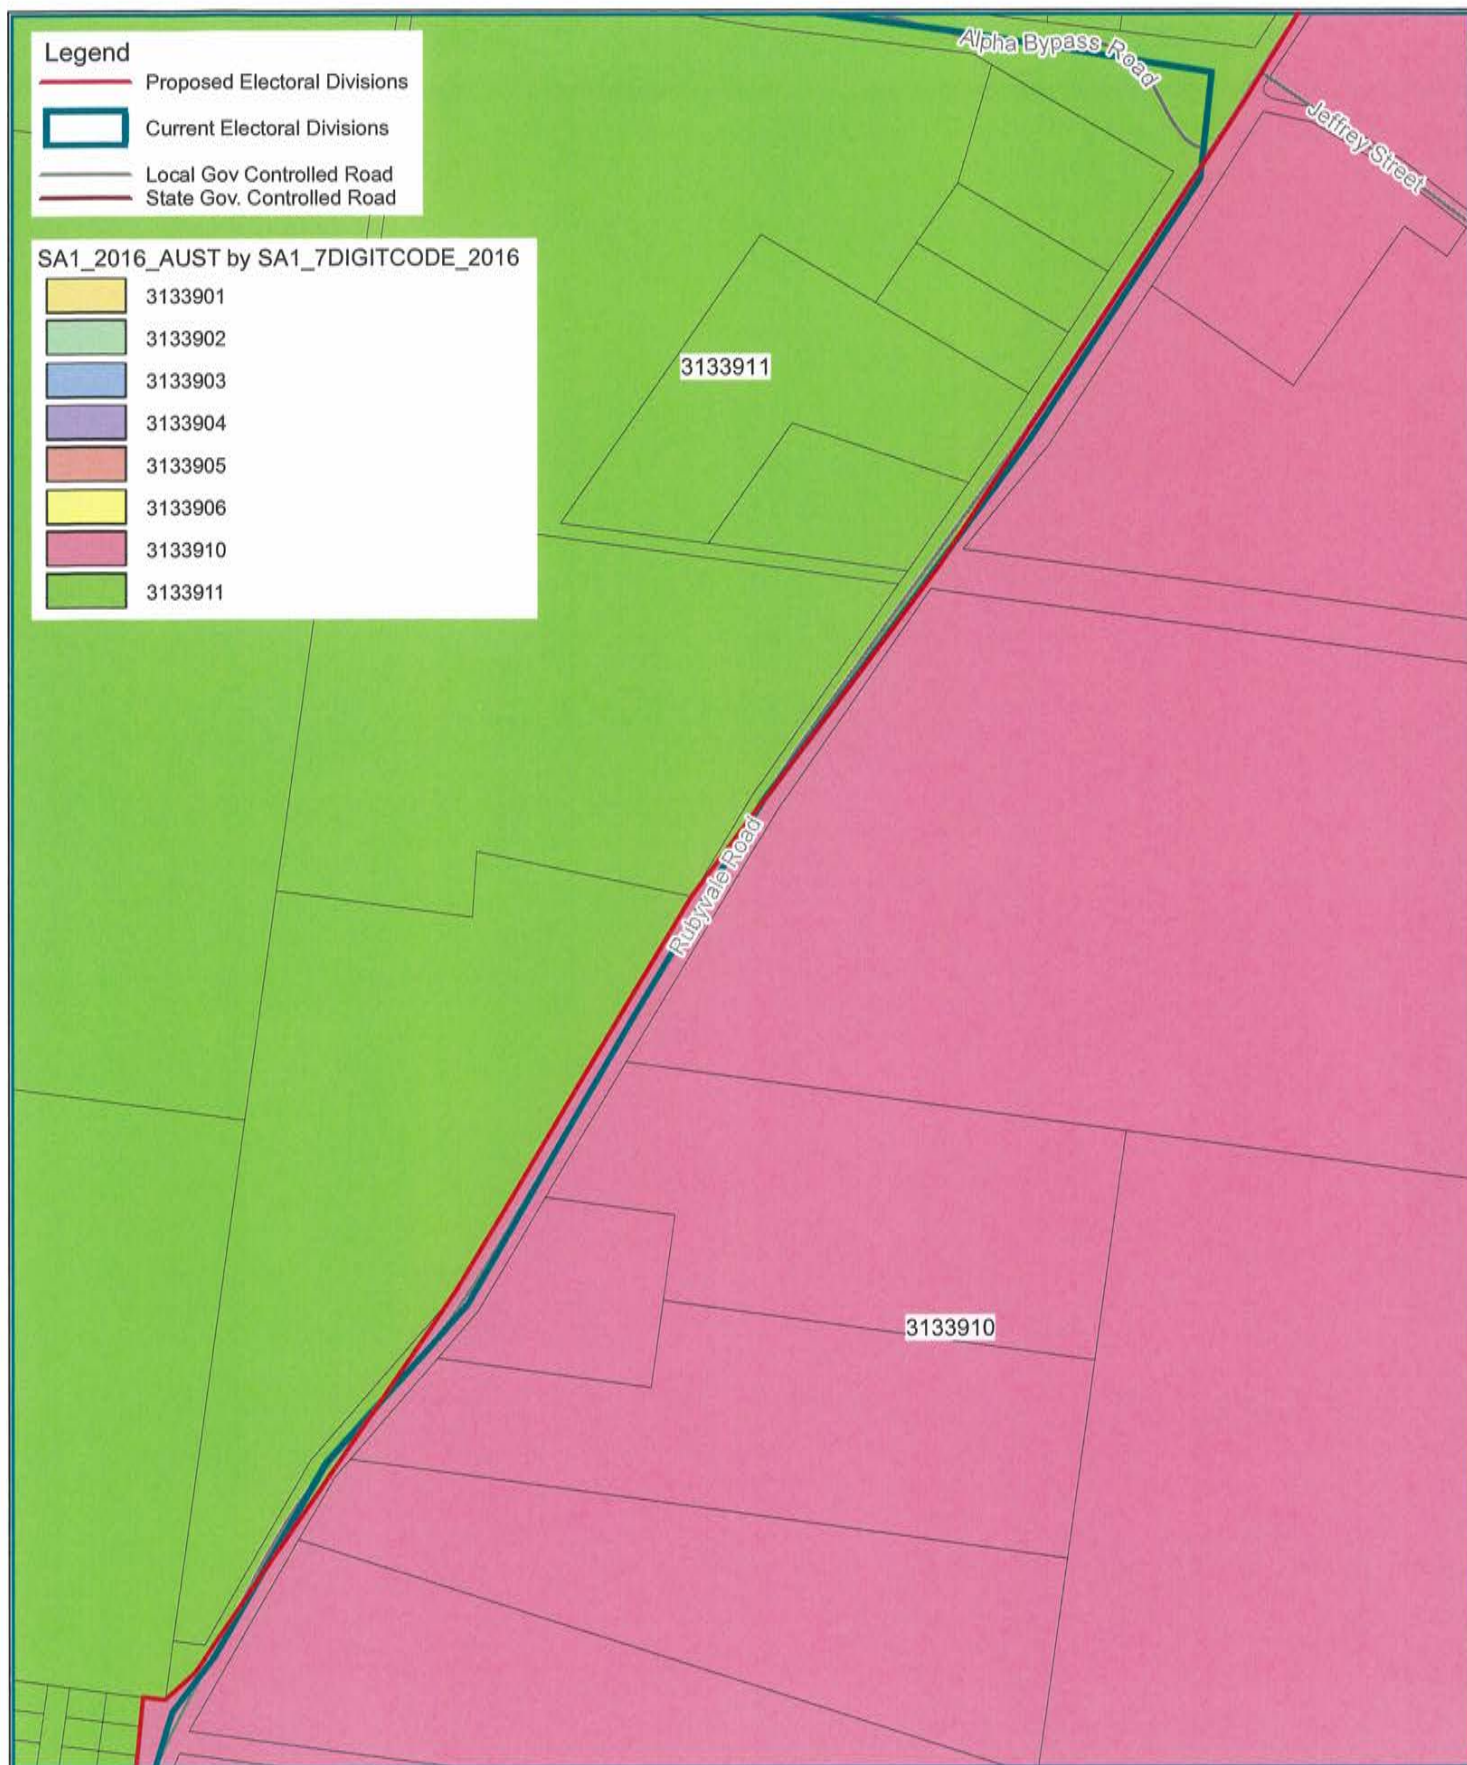 Legend
Proposed Electoral Divisions
Current Electoral Divisions
Local Gov Controlled Road
State Gov. Controlled Road
SA1_2016_AUST by SA1_7DIGITCODE_2016
3133901
3133902
3133903
3133904
3133905
3133906
3133910
3133911
Alpha Bypass Road
Jeffrey Street
3133911
Rubyvale Road
3133910